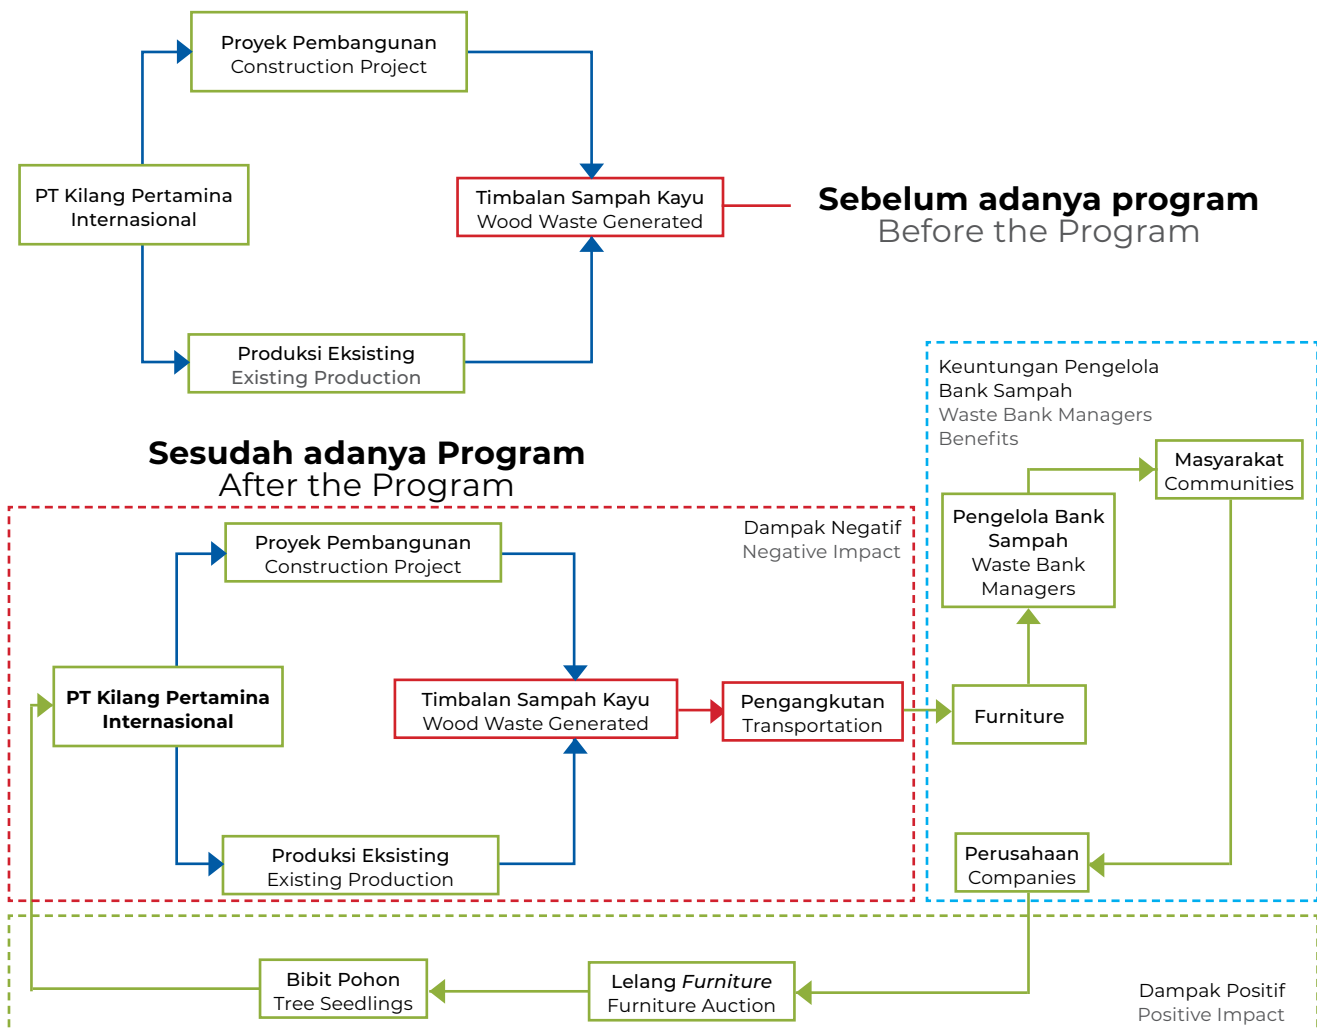 Proyek Pembangunan
Construction Project
PT Kilang Pertamina
Internasional
Timbalan Sampah Kayu
Wood Waste Generated
Sebelum adanya program
Before the Program
Produksi Eksisting
Existing Production
Sesudah adanya Program
After the Program
Dampak Negatif
Negative Impact
Proyek Pembangunan
Construction Project
PT Kilang Pertamina
Internasional
Timbalan Sampah Kayu
Wood Waste Generated
Pengangkutan
Transportation
Produksi Eksisting
Existing Production
Keuntungan Pengelola
Bank Sampah
Waste Bank Managers
Benefits
Masyarakat
Communities
Pengelola Bank
Sampah
Waste Bank
Managers
Furniture
Perusahaan
Companies
Bibit Pohon
Tree Seedlings
Lelang Furniture
Furniture Auction
Dampak Positif
Positive Impact